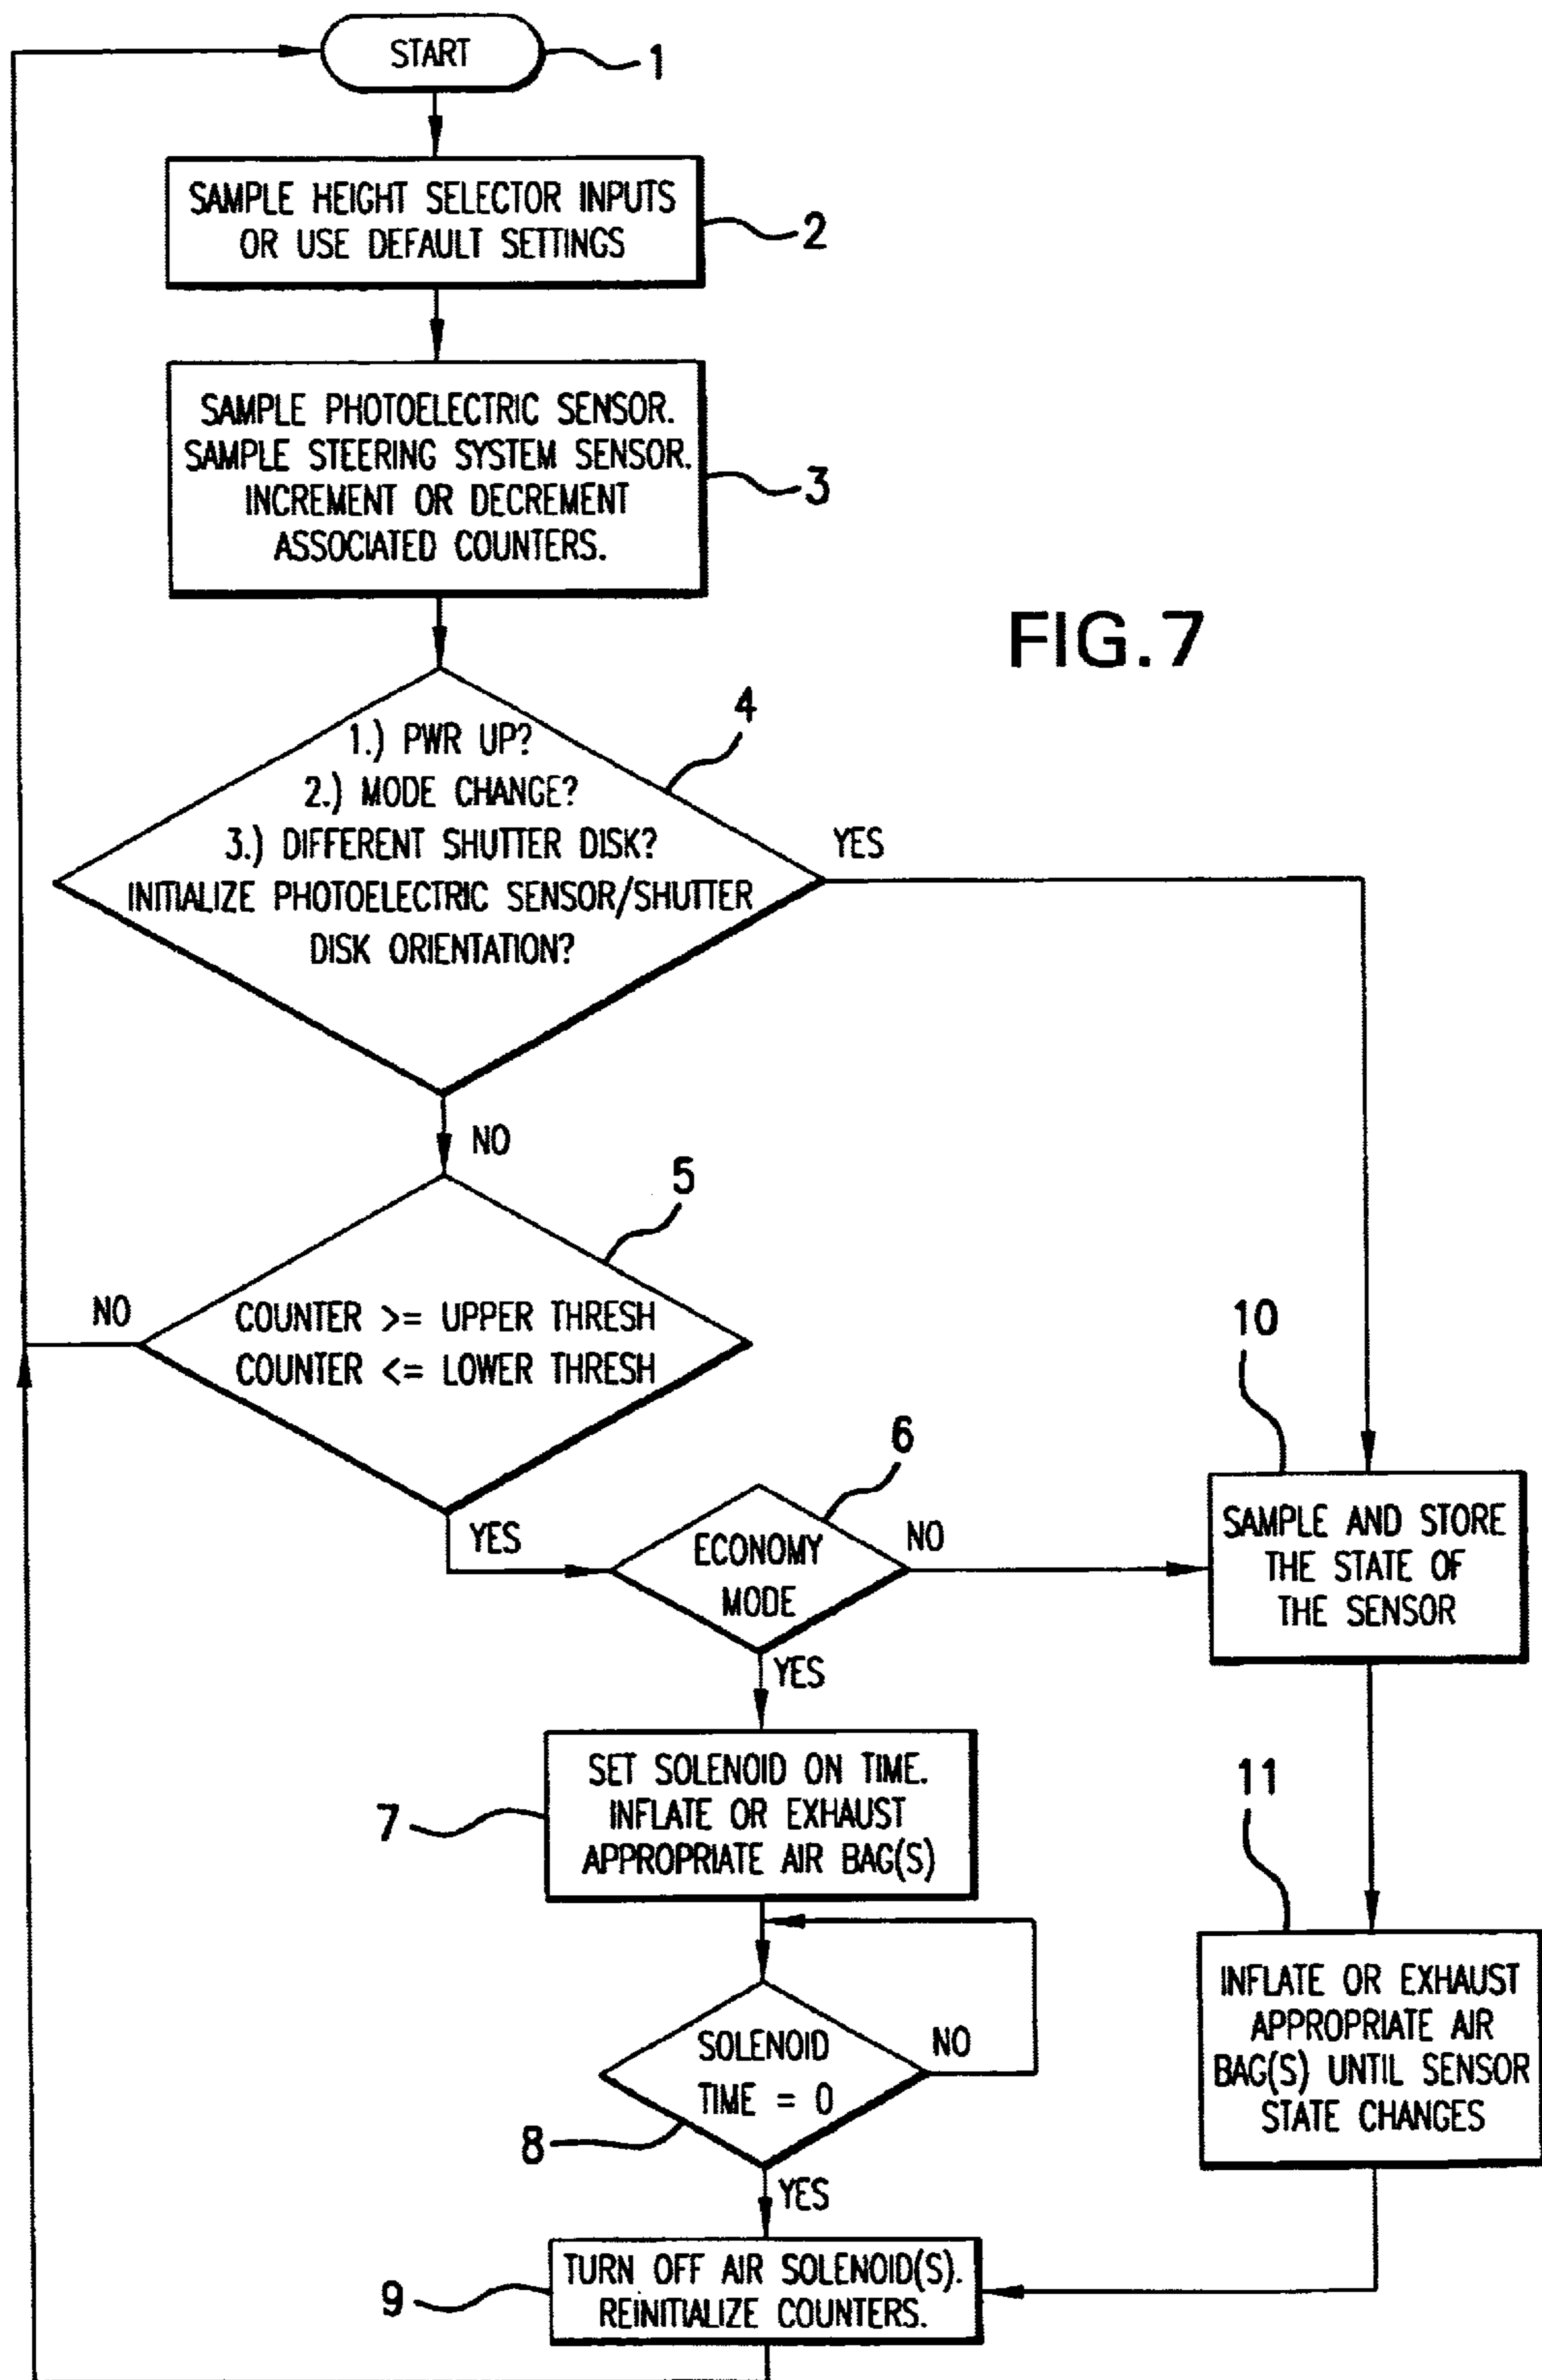 START
1
SAMPLE HEIGHT SELECTOR INPUTS
OR USE DEFAULT SETTINGS
2
SAMPLE PHOTOELECTRIC SENSOR.
SAMPLE STEERING SYSTEM SENSOR.
INCREMENT OR DECREMENT
ASSOCIATED COUNTERS.
3
FIG.7
4
1.) PWR UP?
2.) MODE CHANGE?
3.) DIFFERENT SHUTTER DISK?
INITIALIZE PHOTOELECTRIC SENSOR/SHUTTER
DISK ORIENTATION?
YES
NO
5
NO
COUNTER >= UPPER THRESH
COUNTER <= LOWER THRESH
YES
6
ECONOMY
MODE
NO
YES
10
SAMPLE AND STORE
THE STATE OF
THE SENSOR
7
SET SOLENOID ON TIME.
INFLATE OR EXHAUST
APPROPRIATE AIR BAG(S)
11
INFLATE OR EXHAUST
APPROPRIATE AIR
BAG(S) UNTIL SENSOR
STATE CHANGES
SOLENOID
TIME = 0
NO
8
YES
9
TURN OFF AIR SOLENOID(S).
REINITIALIZE COUNTERS.